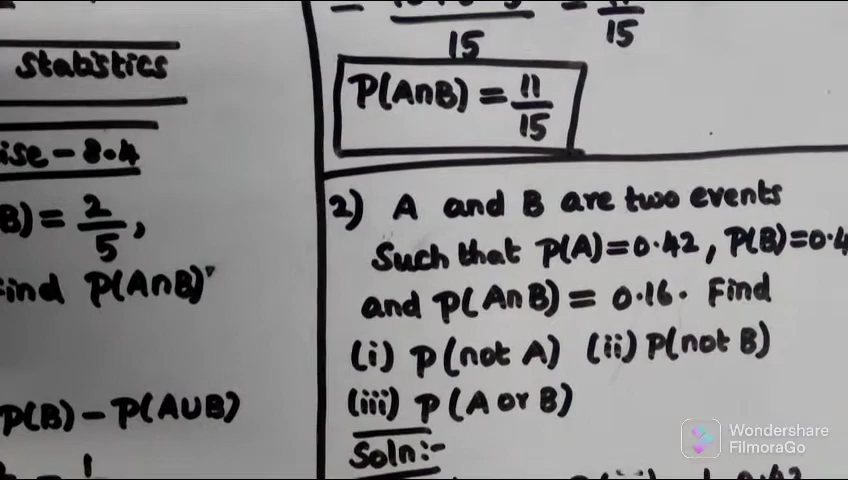 Statistics
ise - 8.4
B) = 2/5,
Find P(A∩B)
P(B) - P(A∪B)
15
15
P(A∩B) = 11/15
2) A and B are two events
Such that P(A)=0.42, P(B)=0.4
and P(A∩B) = 0.16. Find
(i) P(not A) (ii) P(not B)
(iii) P(A or B)
Soln:-
Wondershare
FilmoraGo